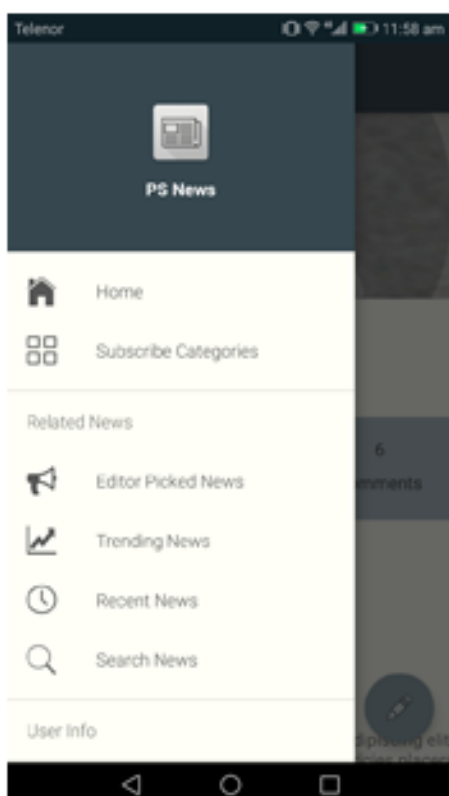 Telenor
11:58 am
PS News
Home
Subscribe Categories
Related News
6
Editor Picked News
Trending News
Recent News
Search News
User Info